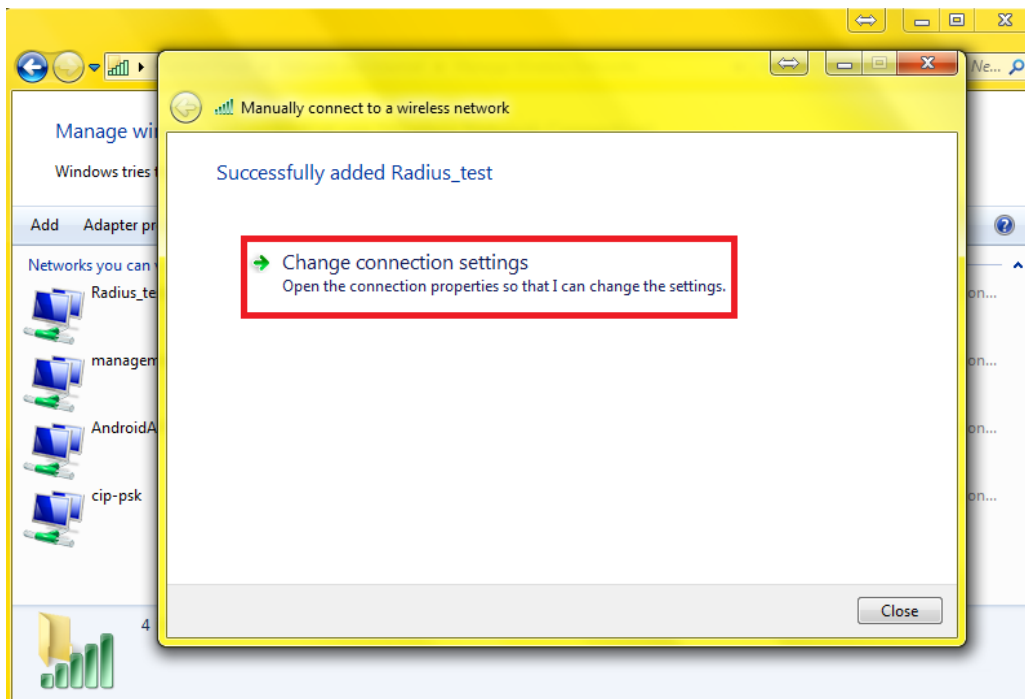 Ne...
Manually connect to a wireless network
Manage wi
Windows tries
Successfully added Radius_test
Add Adapter pr
Change connection settings
Open the connection properties so that I can change the settings.
Networks you can
Radius_te
on...
managem
on...
AndroidA
on...
cip-psk
on...
4
Close